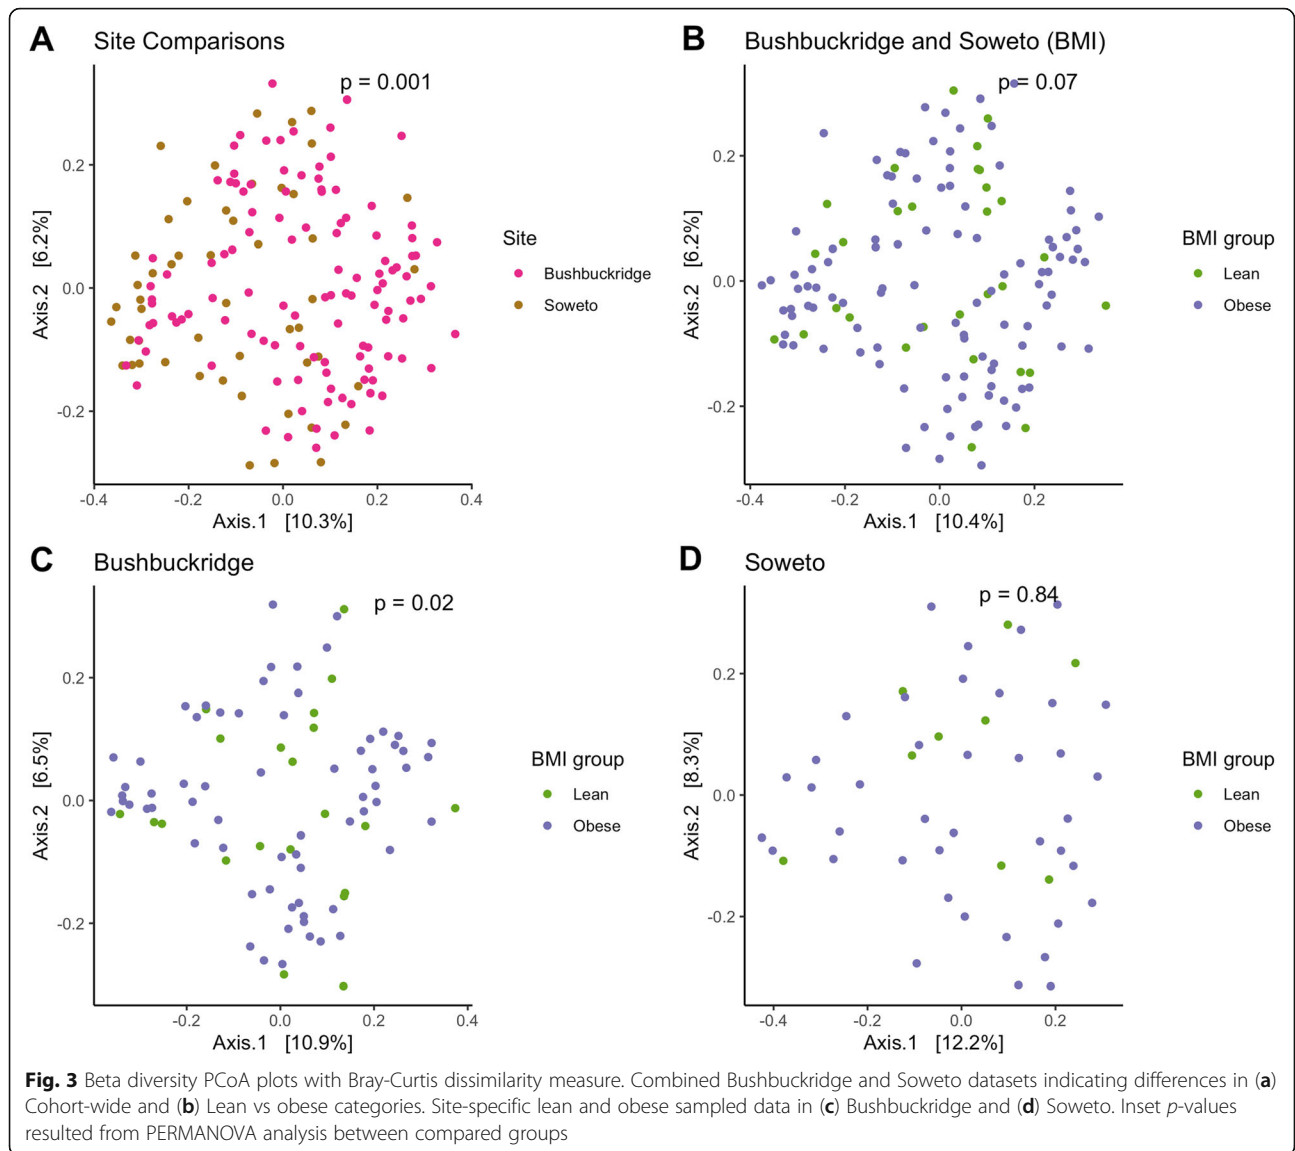 A Site Comparisons
p = 0.001
Axis.2 [6.2%]
0.2
0.0
-0.2
-0.4 -0.2 0.0 0.2 0.4
Axis.1 [10.3%]
Site
Bushbuckridge
Soweto
B Bushbuckridge and Soweto (BMI)
p = 0.07
Axis.2 [6.2%]
0.2
0.0
-0.2
-0.4 -0.2 0.0 0.2
Axis.1 [10.4%]
BMI group
Lean
Obese
C Bushbuckridge
p = 0.02
Axis.2 [6.5%]
0.2
0.0
-0.2
-0.2 0.0 0.2 0.4
Axis.1 [10.9%]
BMI group
Lean
Obese
D Soweto
p = 0.84
Axis.2 [8.3%]
0.2
0.0
-0.2
-0.4 -0.2 0.0 0.2
Axis.1 [12.2%]
BMI group
Lean
Obese
Fig. 3 Beta diversity PCoA plots with Bray-Curtis dissimilarity measure. Combined Bushbuckridge and Soweto datasets indicating differences in (a)
Cohort-wide and (b) Lean vs obese categories. Site-specific lean and obese sampled data in (c) Bushbuckridge and (d) Soweto. Inset p-values
resulted from PERMANOVA analysis between compared groups